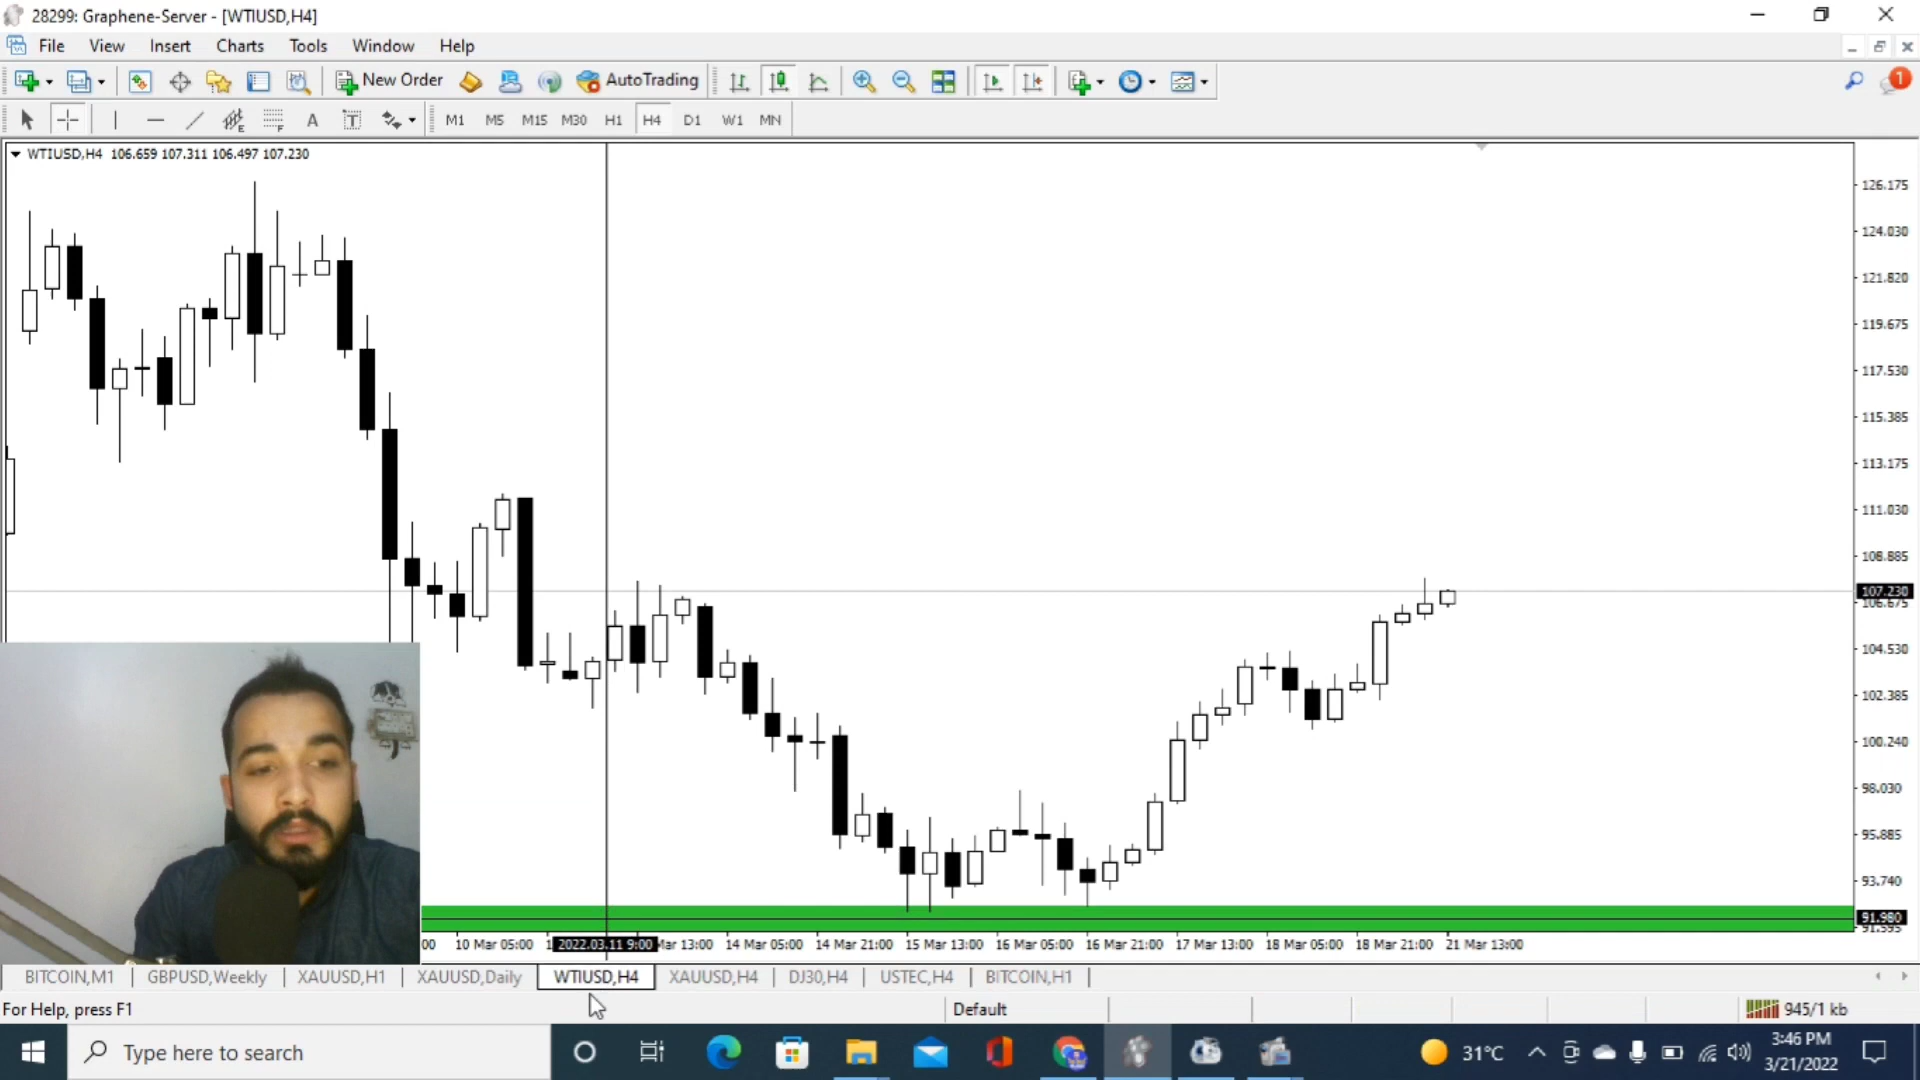 28299: Graphene-Server - [WTIUSD,H4]
File View Insert Charts Tools Window Help
New Order AutoTrading 1
E F A T M1 M5 M15 M30 H1 H4 D1 W1 MN
WTIUSD,H4 106.659 107.311 106.497 107.230
126.175
124.030
121.820
119.675
117.530
115.385
113.175
111.030
108.885
107.230
106.675
104.530
102.385
100.240
98.030
95.885
93.740
91.980
91.595
00 10 Mar 05:00 1 2022.03.11 9:00 Mar 13:00 14 Mar 05:00 14 Mar 21:00 15 Mar 13:00 16 Mar 05:00 16 Mar 21:00 17 Mar 13:00 18 Mar 05:00 18 Mar 21:00 21 Mar 13:00
BITCOIN,M1 GBPUSD,Weekly XAUUSD,H1 XAUUSD,Daily WTIUSD,H4 XAUUSD,H4 DJ30,H4 USTEC,H4 BITCOIN,H1
For Help, press F1 Default 945/1 kb
Type here to search 31°C 3:46 PM
3/21/2022